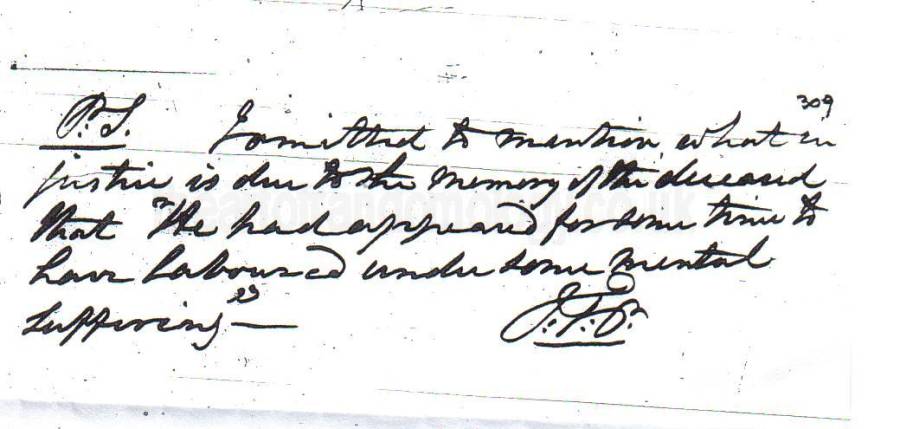 309
P.S. I omitted to mention, what in
justice is due to the memory of the deceased
that "He had appeared for some time to
have laboured under some mental
suffering" —
J.F.P.